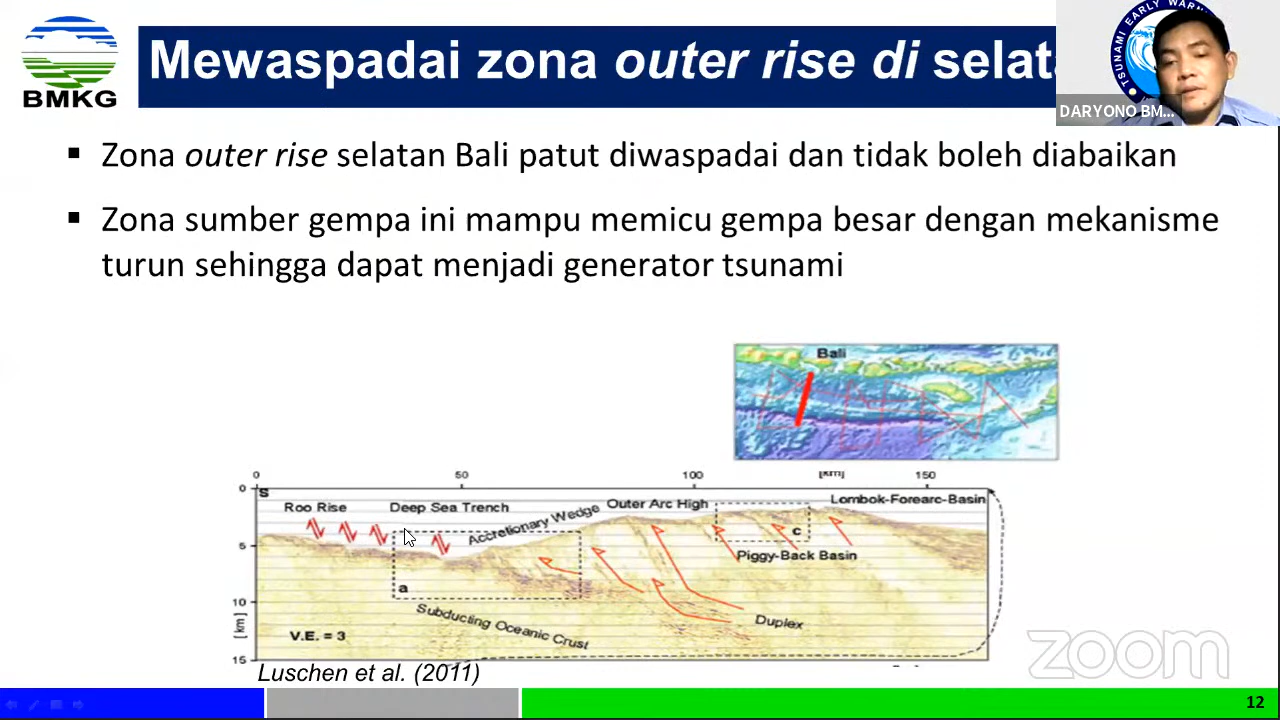 BMKG
Mewaspadai zona outer rise di selata
TSUNAMI EARLY WARN
DARYONO BM...
▪ Zona outer rise selatan Bali patut diwaspadai dan tidak boleh diabaikan
▪ Zona sumber gempa ini mampu memicu gempa besar dengan mekanisme
turun sehingga dapat menjadi generator tsunami
Bali
0 50 100 [km] 150
0
S
Roo Rise
Deep Sea Trench
Accretionary Wedge
Outer Arc High
Lombok-Forearc-Basin
c
5
Piggy-Back Basin
a
10
[km]
Subducting Oceanic Crust
Duplex
V.E. = 3
15
Luschen et al. (2011)
zoom
12